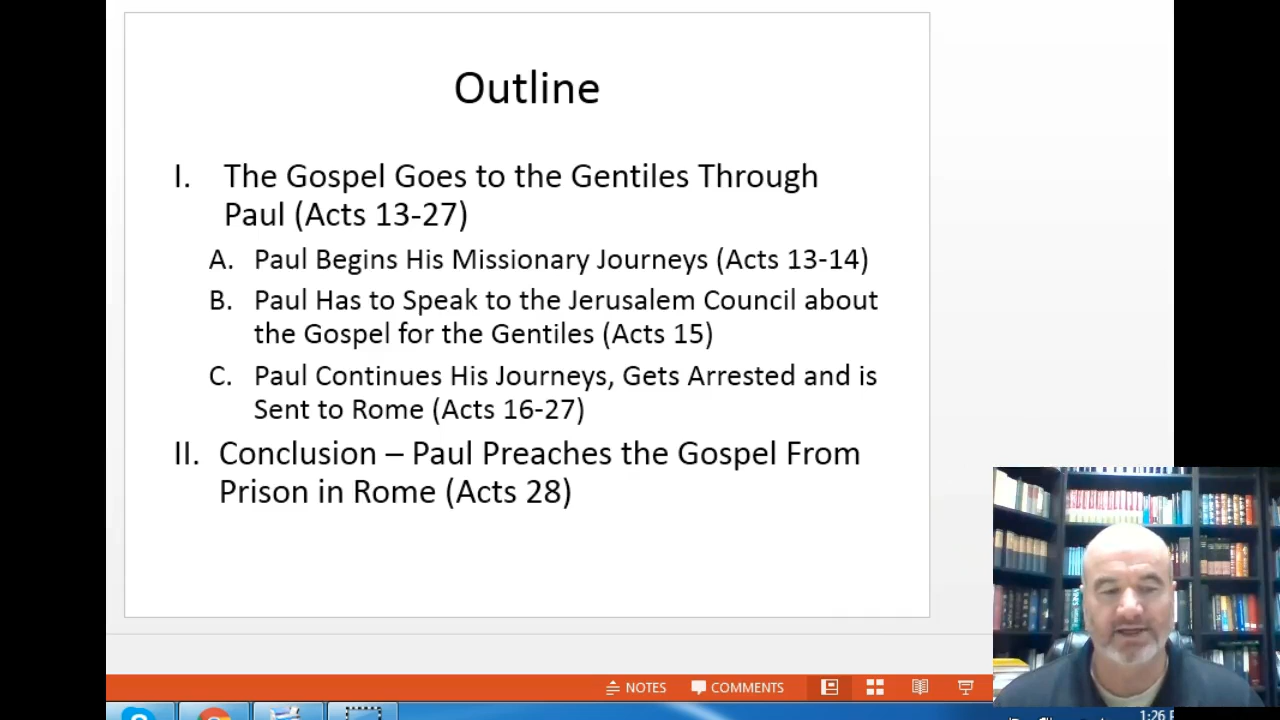 Outline
I. The Gospel Goes to the Gentiles Through
Paul (Acts 13-27)
A. Paul Begins His Missionary Journeys (Acts 13-14)
B. Paul Has to Speak to the Jerusalem Council about
the Gospel for the Gentiles (Acts 15)
C. Paul Continues His Journeys, Gets Arrested and is
Sent to Rome (Acts 16-27)
II. Conclusion – Paul Preaches the Gospel From
Prison in Rome (Acts 28)
NOTES COMMENTS
1:26 P